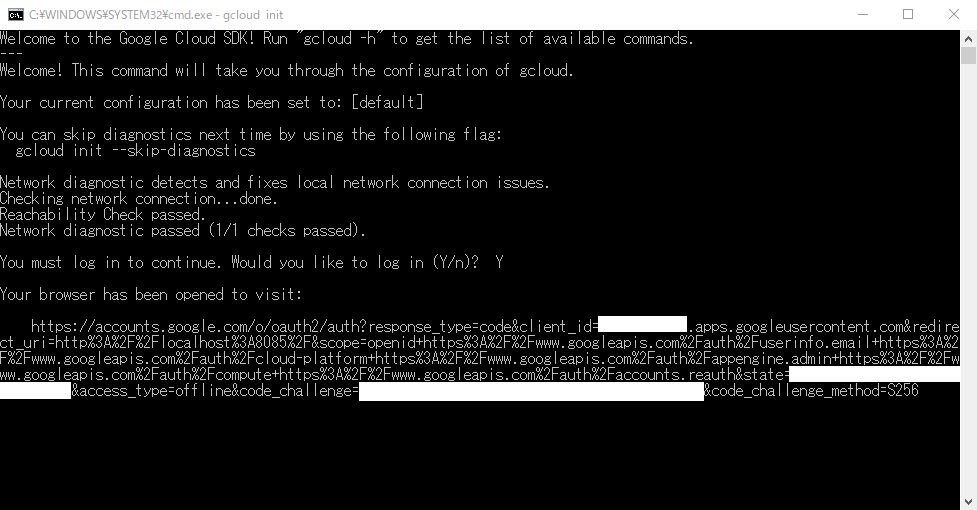 C:¥WINDOWS¥SYSTEM32¥cmd.exe - gcloud init
Welcome to the Google Cloud SDK! Run "gcloud -h" to get the list of available commands.
---
Welcome! This command will take you through the configuration of gcloud.
Your current configuration has been set to: [default]
You can skip diagnostics next time by using the following flag:
gcloud init --skip-diagnostics
Network diagnostic detects and fixes local network connection issues.
Checking network connection...done.
Reachability Check passed.
Network diagnostic passed (1/1 checks passed).
You must log in to continue. Would you like to log in (Y/n)? Y
Your browser has been opened to visit:
https://accounts.google.com/o/oauth2/auth?response_type=code&client_id= .apps.googleusercontent.com&redire
ct_uri=http%3A%2F%2Flocalhost%3A8085%2F&scope=openid+https%3A%2F%2Fwww.googleapis.com%2Fauth%2Fuserinfo.email+https%3A%2
F%2Fwww.googleapis.com%2Fauth%2Fcloud-platform+https%3A%2F%2Fwww.googleapis.com%2Fauth%2Fappengine.admin+https%3A%2F%2Fw
ww.googleapis.com%2Fauth%2Fcompute+https%3A%2F%2Fwww.googleapis.com%2Fauth%2Faccounts.reauth&state=
&access_type=offline&code_challenge= &code_challenge_method=S256